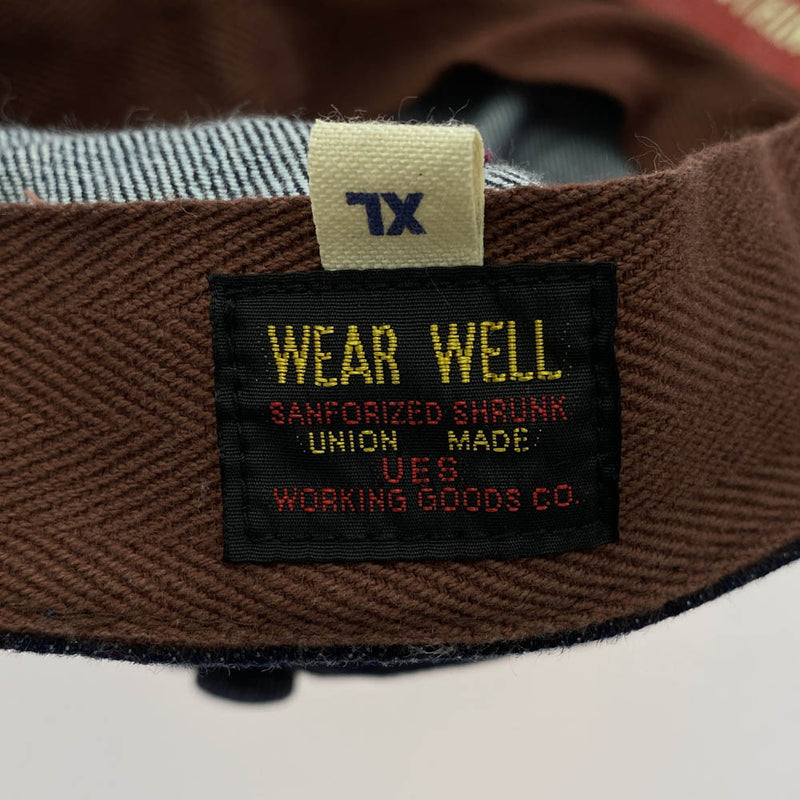 XL
WEAR WELL
SANFORIZED SHRUNK
UNION MADE
UES
WORKING GOODS CO.